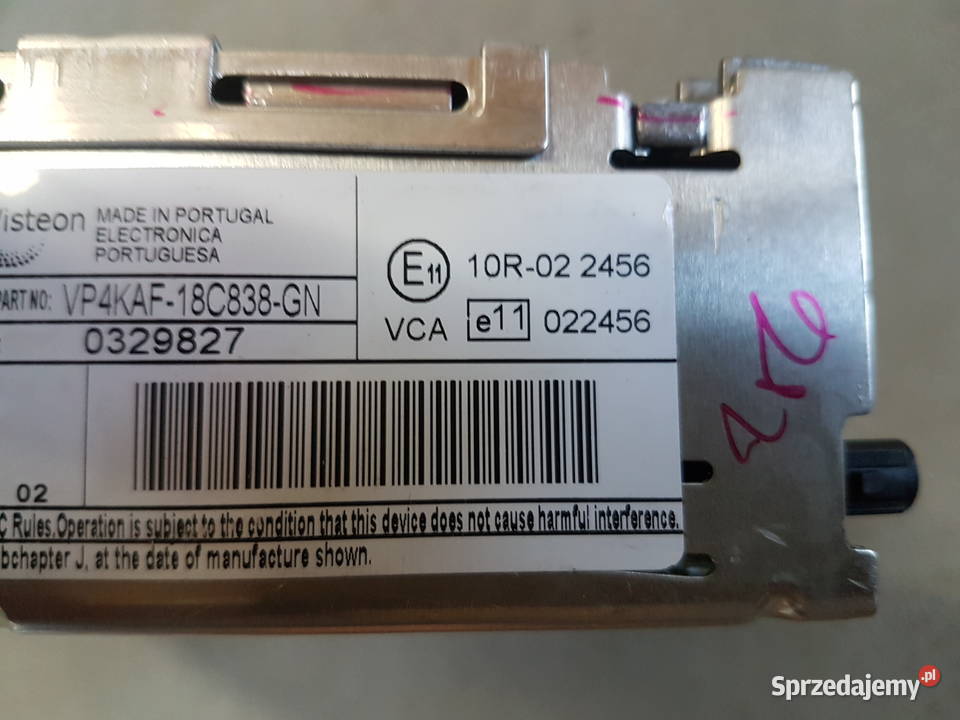 isteon
MADE IN PORTUGAL
ELECTRONICA
PORTUGUESA
PART NO: VP4KAF-18C838-GN
0329827
E11 10R-02 2456
VCA e11 022456
02
C Rules.Operation is subject to the condition that this device does not cause harmful interference.
bchapter J, at the date of manufacture shown.
Sprzedajemy.pl